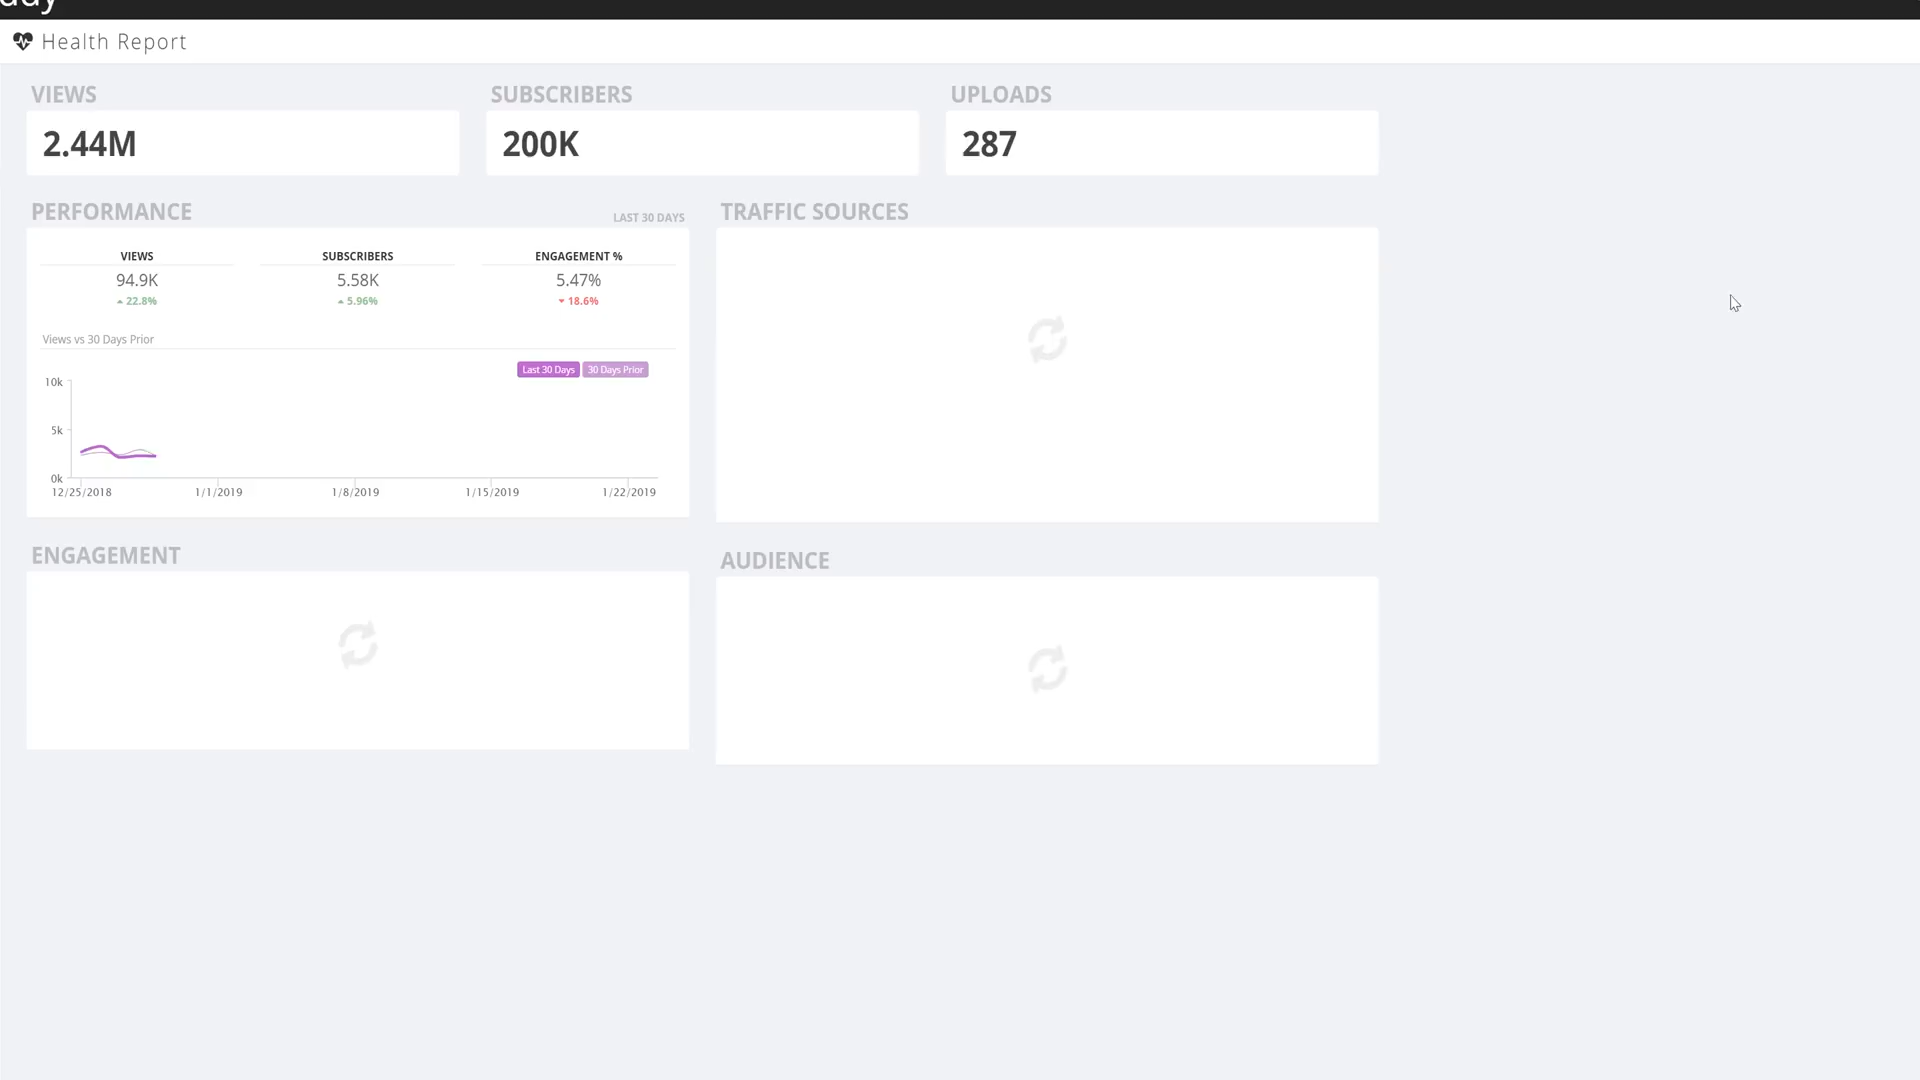 Health Report
VIEWS
SUBSCRIBERS
UPLOADS
2.44M
200K
287
PERFORMANCE
LAST 30 DAYS
TRAFFIC SOURCES
VIEWS
SUBSCRIBERS
ENGAGEMENT %
94.9K
5.58K
5.47%
22.8%
5.96%
18.6%
Views vs 30 Days Prior
Last 30 Days
30 Days Prior
10k
5k
0k
12/25/2018
1/1/2019
1/8/2019
1/15/2019
1/22/2019
ENGAGEMENT
AUDIENCE